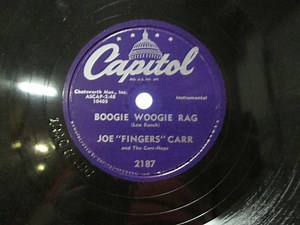 Capitol
Chatsworth Mus., Inc.
ASCAP-2:48
10405
Instrumental
BOOGIE WOOGIE RAG
(Lou Busch)
JOE "FINGERS" CARR
and The Carr-Hops
2187